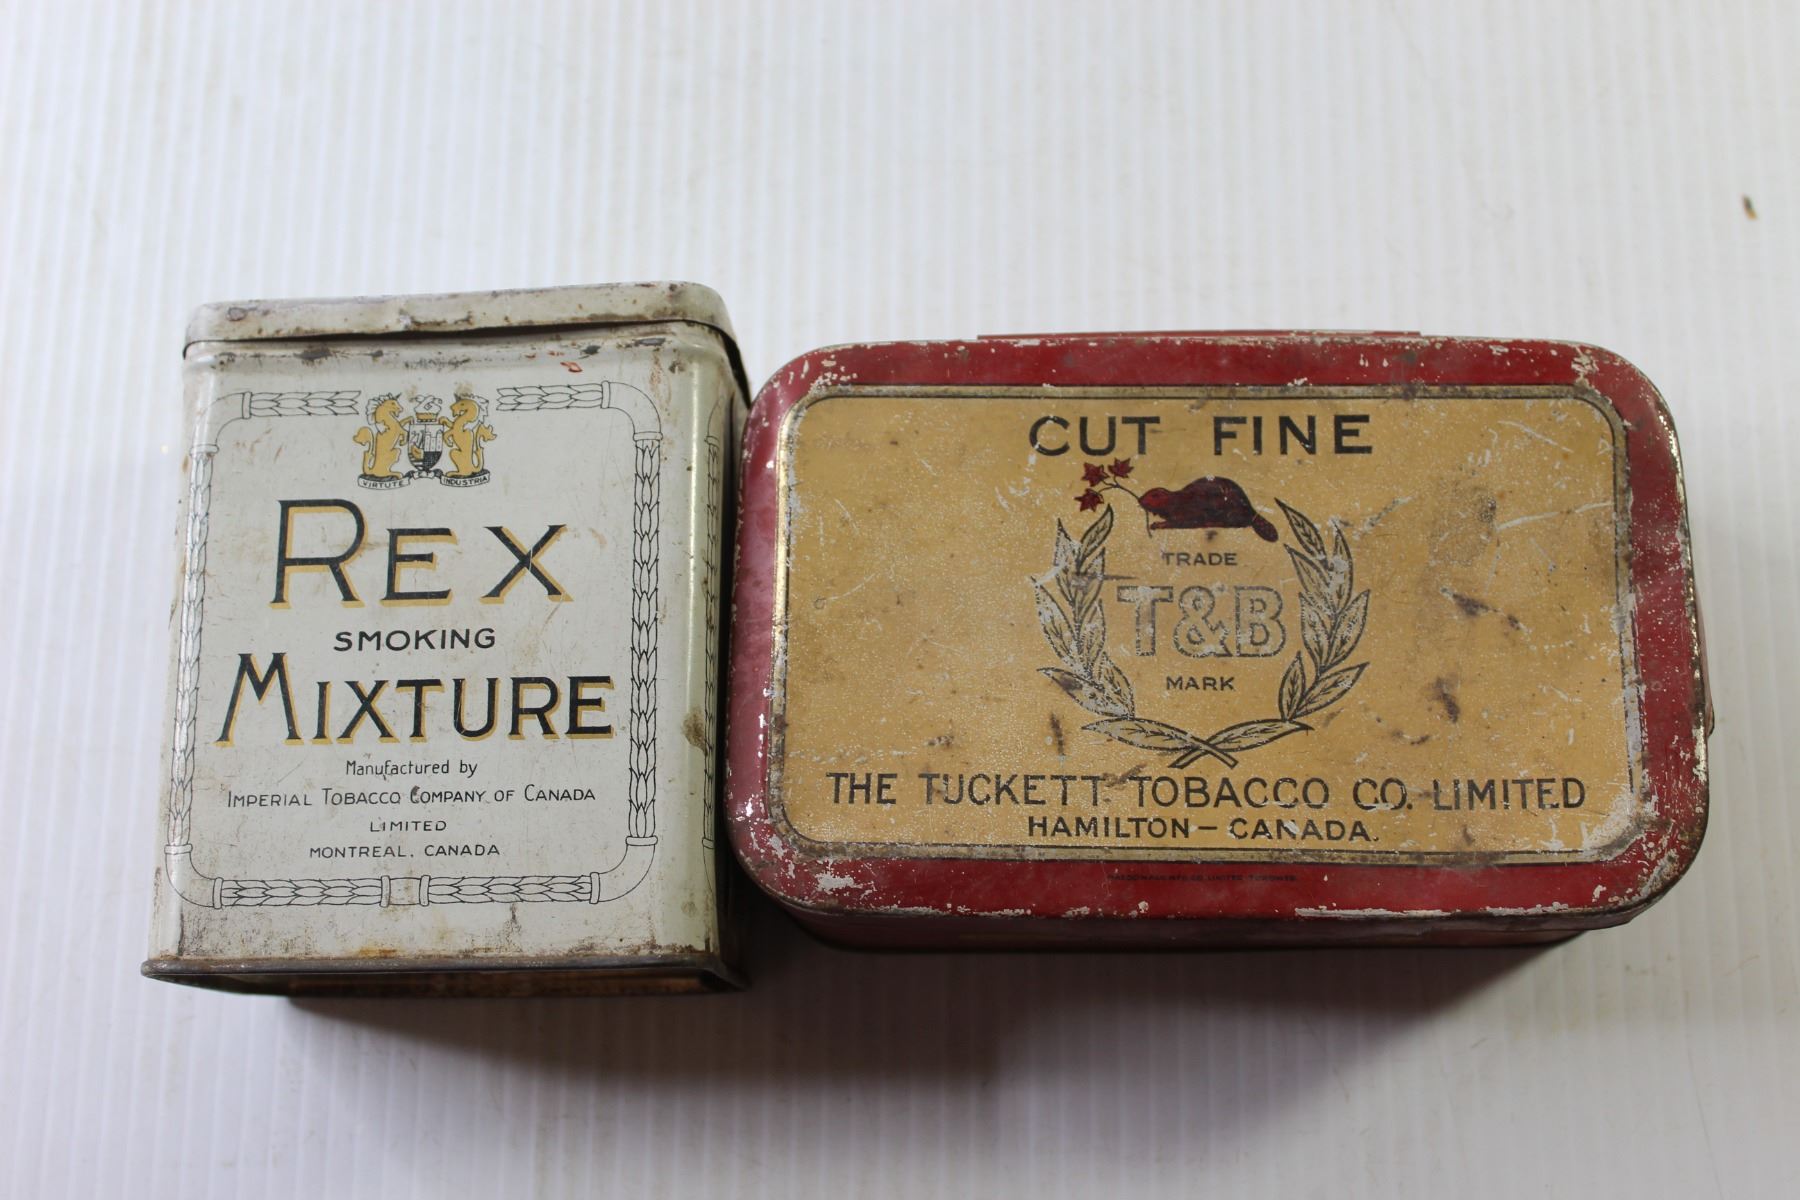 VIRTUTE INDUSTRIA
REX
SMOKING
MIXTURE
Manufactured by
IMPERIAL TOBACCO COMPANY OF CANADA
LIMITED
MONTREAL, CANADA
CUT FINE
TRADE
T&B
MARK
THE TUCKETT TOBACCO CO. LIMITED
HAMILTON – CANADA.